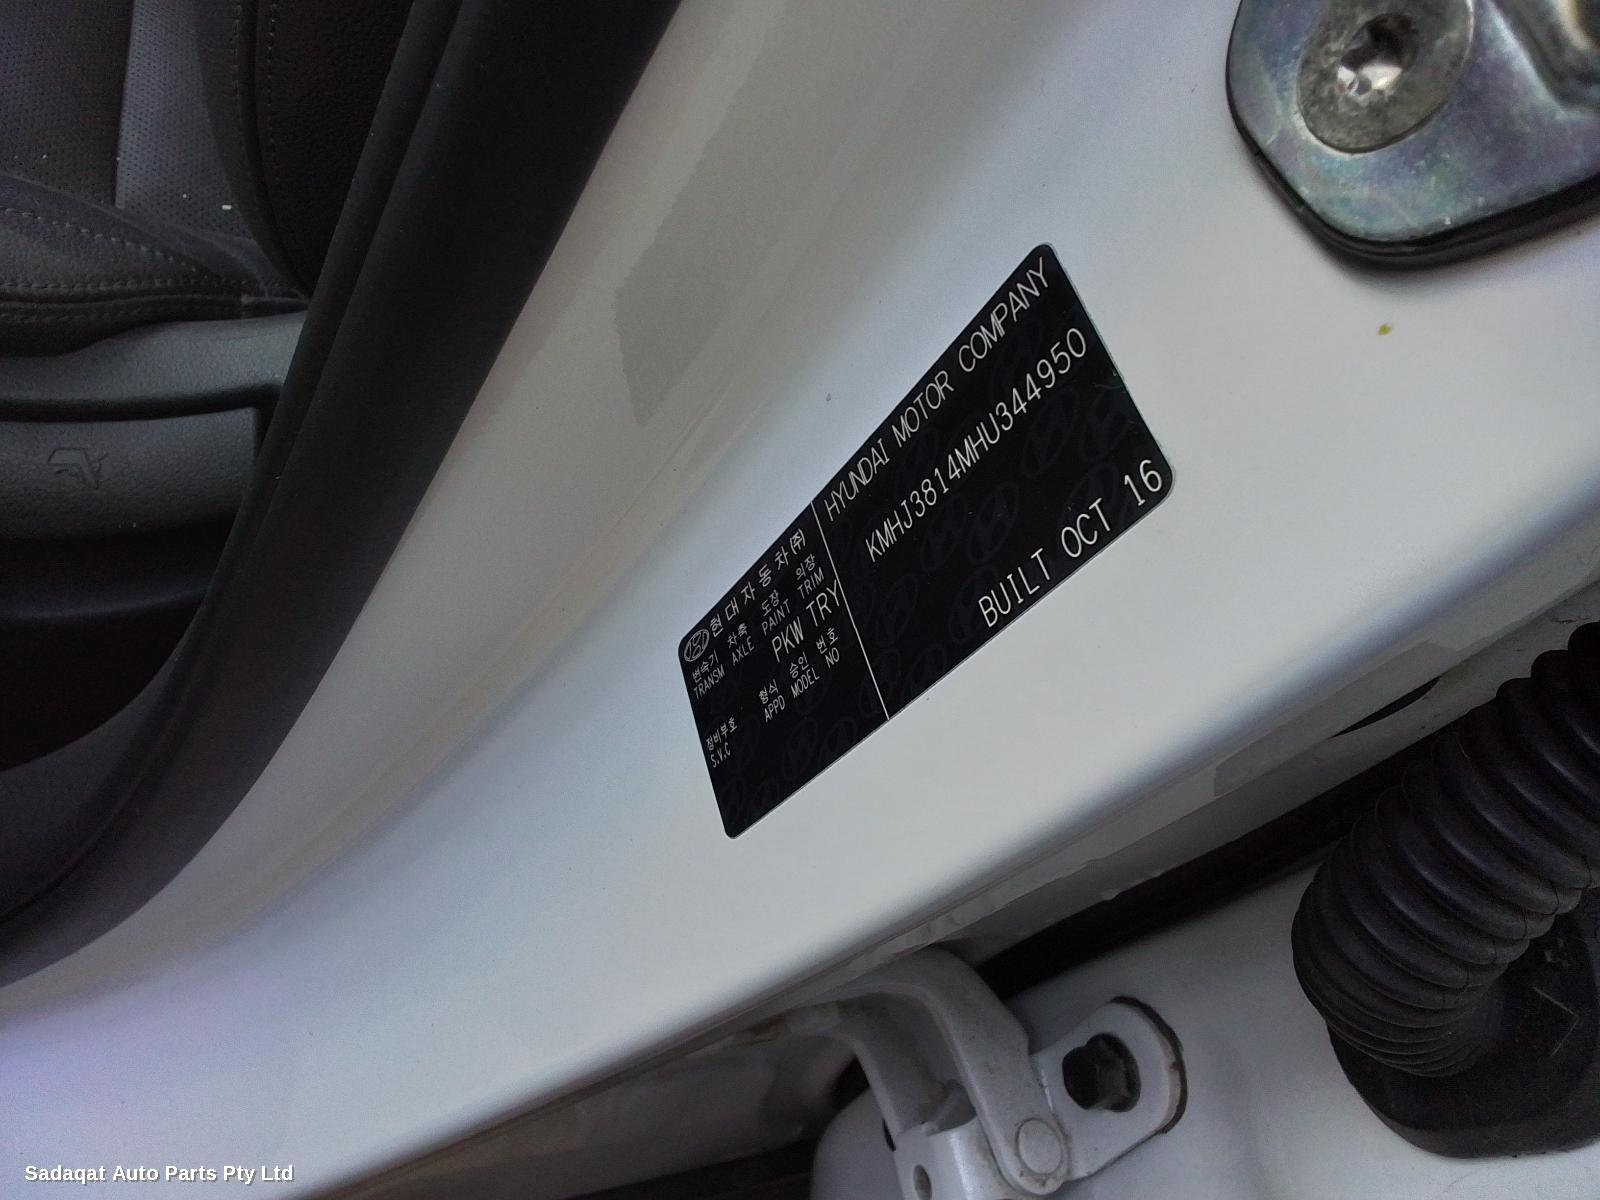 현대자동차(주)
변속기 차축 도장 의장
TRANSM AXLE PAINT TRIM
PKW TRY
형식 승인 번호
APPD MODEL NO
정비부호
S.V.C
HYUNDAI MOTOR COMPANY
KMHJ3814MHU344950
BUILT OCT 16
Sadaqat Auto Parts Pty Ltd